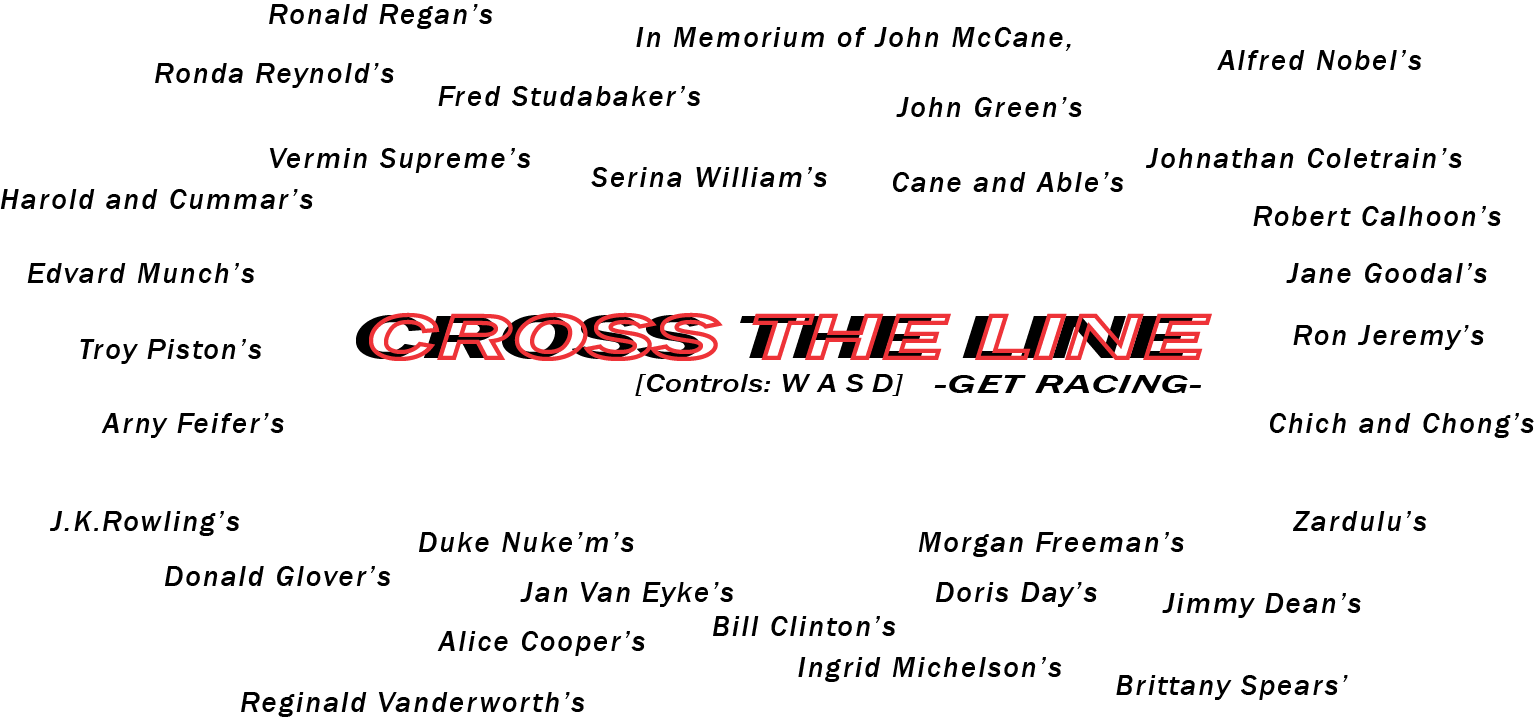 Ronald Regan’s
In Memorium of John McCane,
Alfred Nobel’s
Ronda Reynold’s
Fred Studabaker’s
John Green’s
Vermin Supreme’s
Serina William’s
Cane and Able’s
Johnathan Coletrain’s
Harold and Cummar’s
Robert Calhoon’s
Edvard Munch’s
Jane Goodal’s
CROSS THE LINE
Troy Piston’s
Ron Jeremy’s
[Controls: W A S D]
-GET RACING-
Arny Feifer’s
Chich and Chong’s
J.K.Rowling’s
Zardulu’s
Duke Nuke’m’s
Morgan Freeman’s
Donald Glover’s
Jan Van Eyke’s
Doris Day’s
Jimmy Dean’s
Bill Clinton’s
Alice Cooper’s
Ingrid Michelson’s
Brittany Spears’
Reginald Vanderworth’s